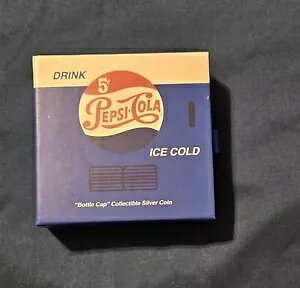 DRINK
5¢
PEPSI-COLA
ICE COLD
"Bottle Cap" Collectible Silver Coin